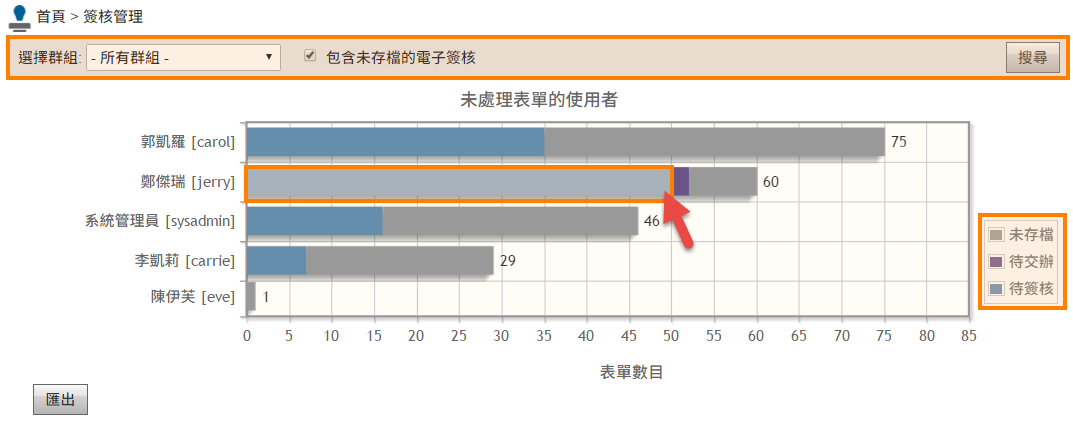 首頁 > 簽核管理
選擇群組: - 所有群組 - 包含未存檔的電子簽核 搜尋
未處理表單的使用者
郭凱羅 [carol] 75
鄭傑瑞 [jerry] 60
系統管理員 [sysadmin] 46
李凱莉 [carrie] 29
陳伊芙 [eve] 1
0 5 10 15 20 25 30 35 40 45 50 55 60 65 70 75 80 85
表單數目
未存檔
待交辦
待簽核
匯出